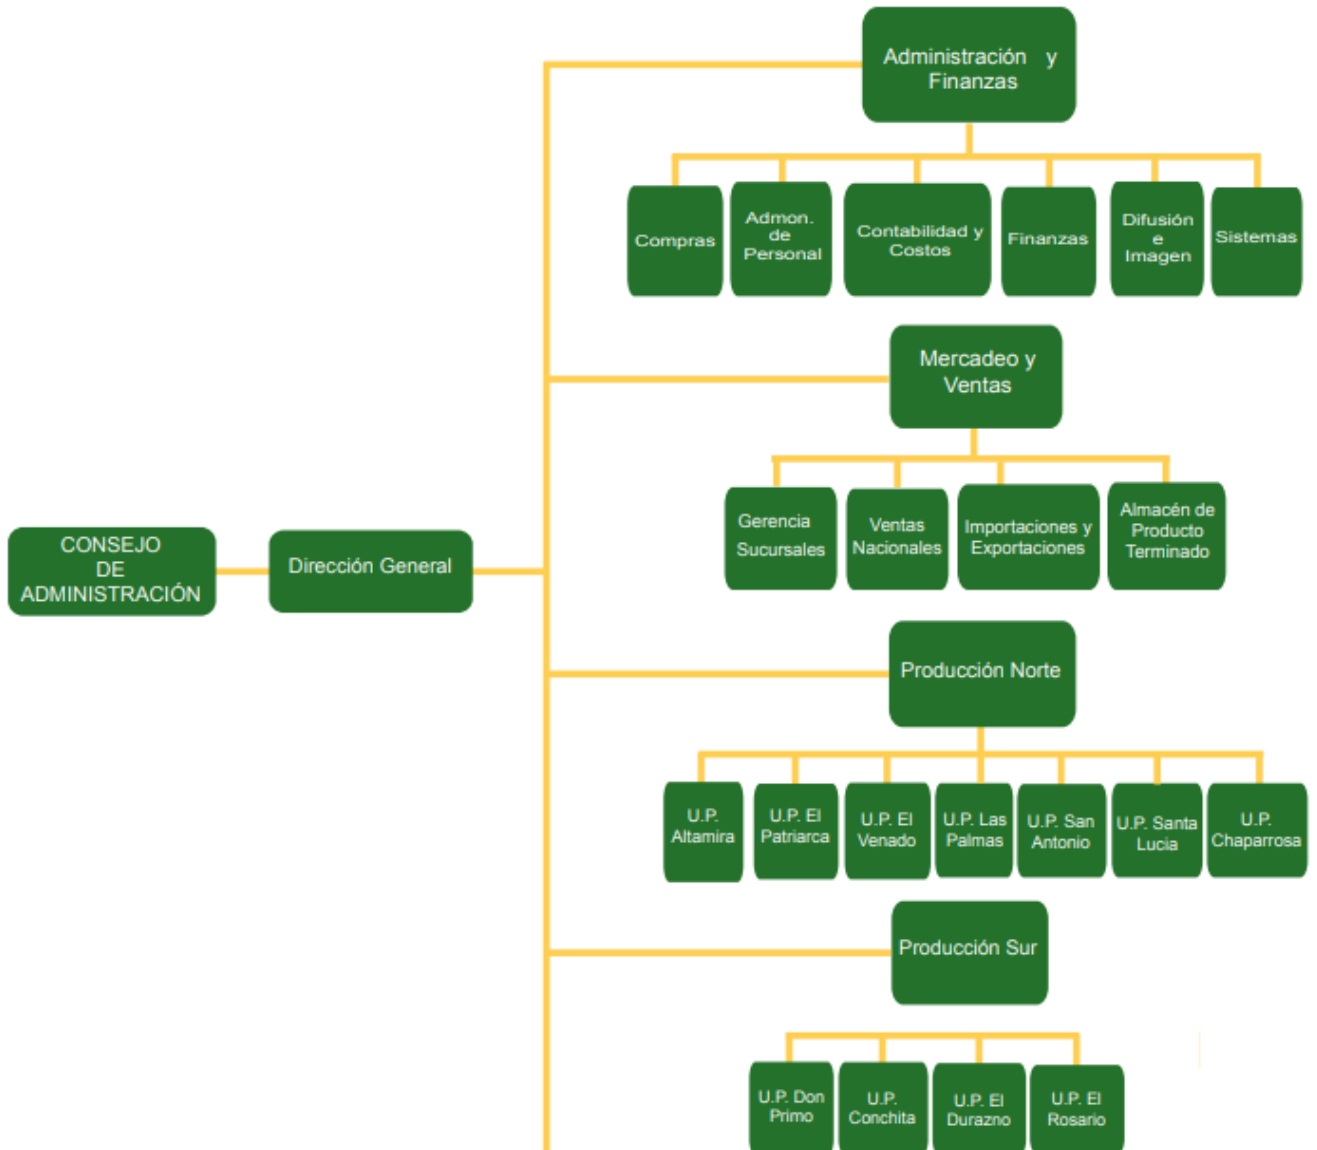 Administración y
Finanzas
Compras
Admon.
de
Personal
Contabilidad y
Costos
Finanzas
Difusión
e
Imagen
Sistemas
Mercadeo y
Ventas
Gerencia
Sucursales
Ventas
Nacionales
Importaciones y
Exportaciones
Almacén de
Producto
Terminado
CONSEJO
DE
ADMINISTRACIÓN
Dirección General
Producción Norte
U.P.
Altamira
U.P. El
Patriarca
U.P. El
Venado
U.P. Las
Palmas
U.P. San
Antonio
U.P. Santa
Lucia
U.P.
Chaparrosa
Producción Sur
U.P. Don
Primo
U.P.
Conchita
U.P. El
Durazno
U.P. El
Rosario